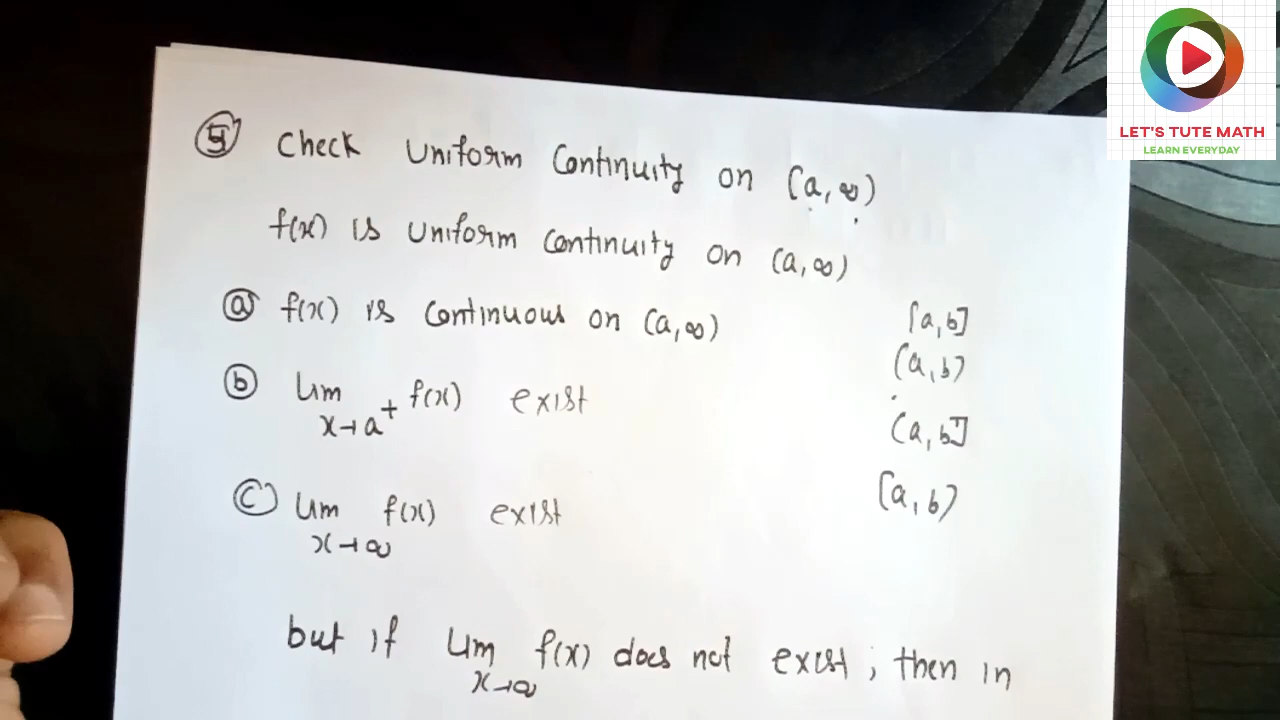 LET'S TUTE MATH
LEARN EVERYDAY
⑤ Check Uniform Continuity on (a, ∞)
f(x) is Uniform Continuity on (a, ∞)
ⓐ f(x) is Continuous on (a, ∞)
ⓑ Lim x→a⁺ f(x) exist
ⓒ Lim x→∞ f(x) exist
but if Lim x→∞ f(x) does not exist ; then in
[a, b]
(a, b)
(a, b]
[a, b)